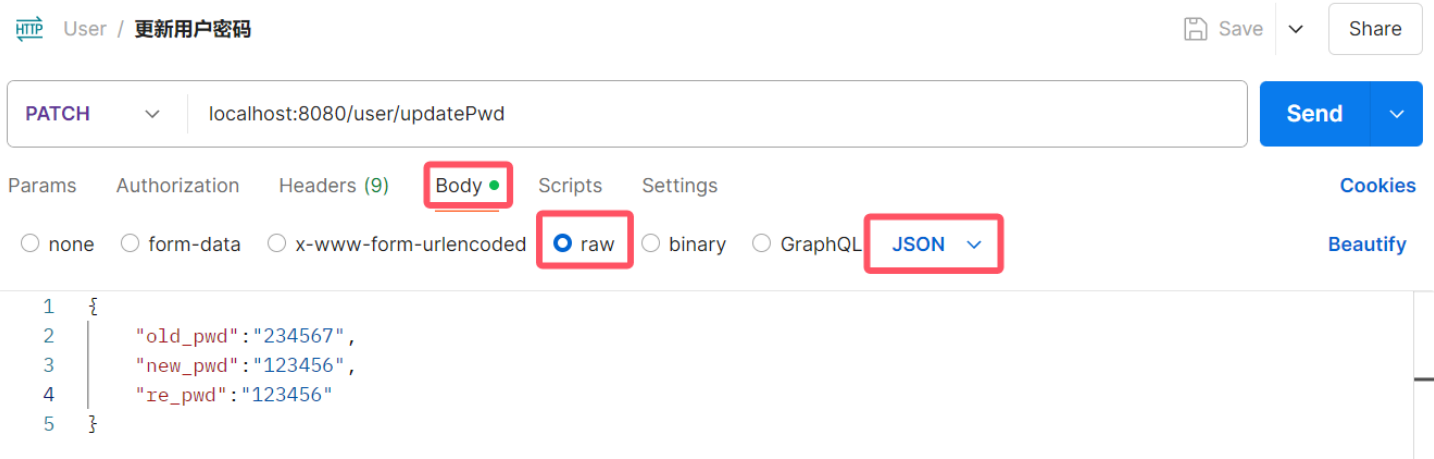 HTTP User / 更新用户密码 Save Share
PATCH localhost:8080/user/updatePwd Send
Params Authorization Headers (9) Body Scripts Settings Cookies
none form-data x-www-form-urlencoded raw binary GraphQL JSON Beautify
1 {
2 "old_pwd":"234567",
3 "new_pwd":"123456",
4 "re_pwd":"123456"
5 }